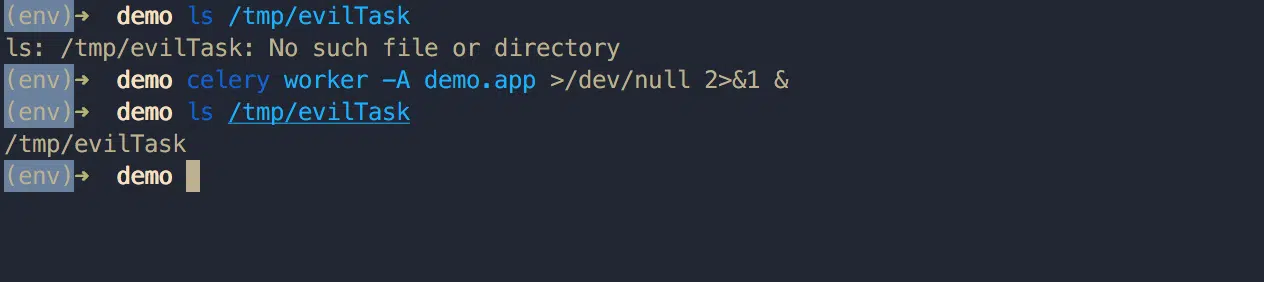 (env)➜  demo ls /tmp/evilTask
ls: /tmp/evilTask: No such file or directory
(env)➜  demo celery worker -A demo.app >/dev/null 2>&1 &
(env)➜  demo ls /tmp/evilTask
/tmp/evilTask
(env)➜  demo